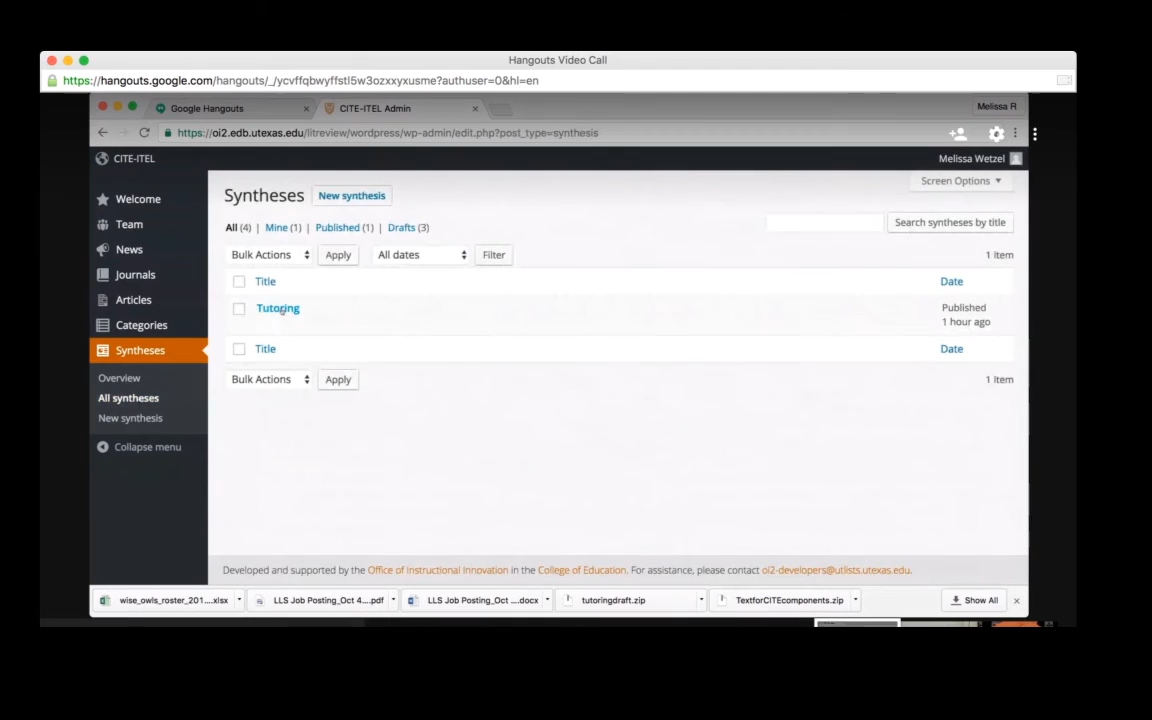 Hangouts Video Call
https://hangouts.google.com/hangouts/_/ycvffqbwyffstl5w3ozxxyxusme?authuser=0&hl=en
Google Hangouts
CITE-ITEL Admin
Melissa R
https://oi2.edb.utexas.edu/litreview/wordpress/wp-admin/edit.php?post_type=synthesis
CITE-ITEL
Melissa Wetzel
Screen Options
Welcome
Team
News
Journals
Articles
Categories
Syntheses
Overview
All syntheses
New synthesis
Collapse menu
Syntheses
New synthesis
All (4) | Mine (1) | Published (1) | Drafts (3)
Search syntheses by title
Bulk Actions
Apply
All dates
Filter
1 item
Title
Date
Tutoring
Published
1 hour ago
Title
Date
Bulk Actions
Apply
1 item
Developed and supported by the Office of Instructional Innovation in the College of Education. For assistance, please contact oi2-developers@utlists.utexas.edu.
wise_owls_roster_201....xlsx
LLS Job Posting_Oct 4....pdf
LLS Job Posting_Oct ....docx
tutoringdraft.zip
TextforCITEcomponents.zip
Show All